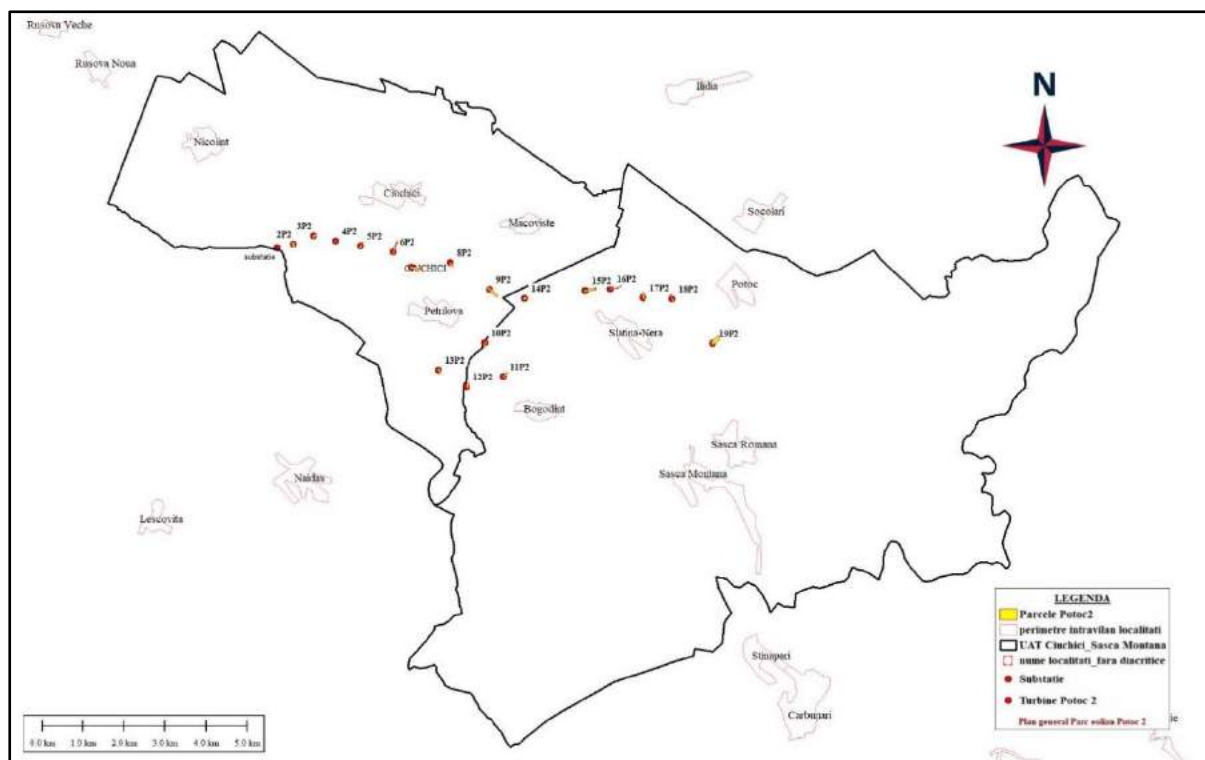 Rusova Veche
Rusova Noua
Ilidia
N
Nicolint
Ciuchici
Socolari
Macoviste
2P2
3P2
4P2
5P2
6P2
8P2
substatie
9P2
14P2
15P2
16P2
17P2
18P2
Potoc
Petrilova
Slatina-Nera
10P2
19P2
13P2
12P2
11P2
Bogodint
Sasca Romana
Sasca Montana
Naidas
Lescovita
Carbunari
LEGENDA
Parcele Potoc2
perimetre intravilan localitati
UAT Ciuchici_Sasca Montana
nume localitati_fara diacritice
Substatie
Turbine Potoc 2
Plan general Parc eolian Potoc 2
0.0 km 1.0 km 2.0 km 3.0 km 4.0 km 5.0 km